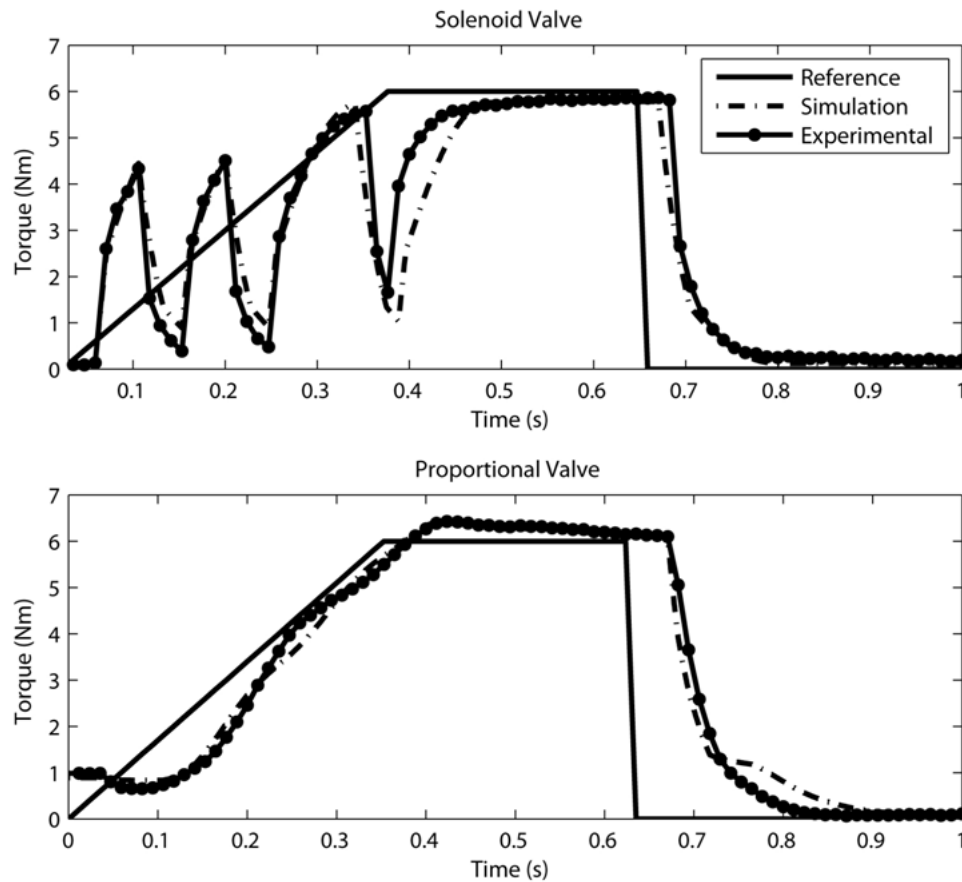 Solenoid Valve
7
6
5
4
3
2
1
0
Torque (Nm)
Reference
Simulation
Experimental
0.1 0.2 0.3 0.4 0.5 0.6 0.7 0.8 0.9 1
Time (s)
Proportional Valve
7
6
5
4
3
2
1
0
Torque (Nm)
0 0.1 0.2 0.3 0.4 0.5 0.6 0.7 0.8 0.9 1
Time (s)